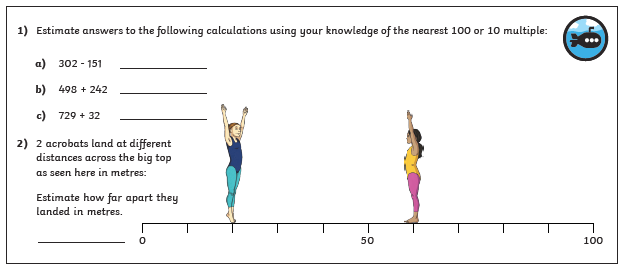 1) Estimate answers to the following calculations using your knowledge of the nearest 100 or 10 multiple:
a) 302 - 151
b) 498 + 242
c) 729 + 32
2) 2 acrobats land at different
distances across the big top
as seen here in metres:
Estimate how far apart they
landed in metres.
0 50 100